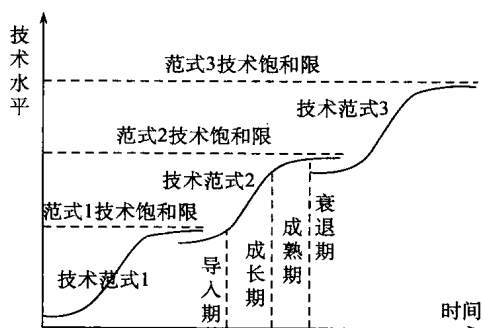 技术水平
范式3技术饱和限
技术范式3
范式2技术饱和限
技术范式2
范式1技术饱和限
技术范式1
导入期
成长期
成熟期
衰退期
时间